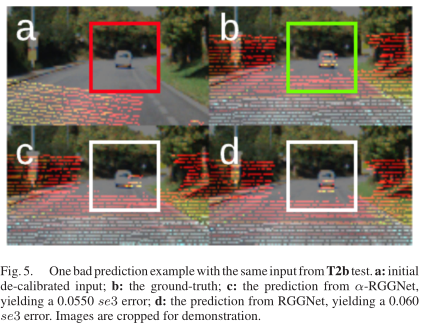 a
b
c
d
Fig. 5. One bad prediction example with the same input from T2b test. a: initial
de-calibrated input; b: the ground-truth; c: the prediction from α-RGGNet,
yielding a 0.0550 se3 error; d: the prediction from RGGNet, yielding a 0.060
se3 error. Images are cropped for demonstration.